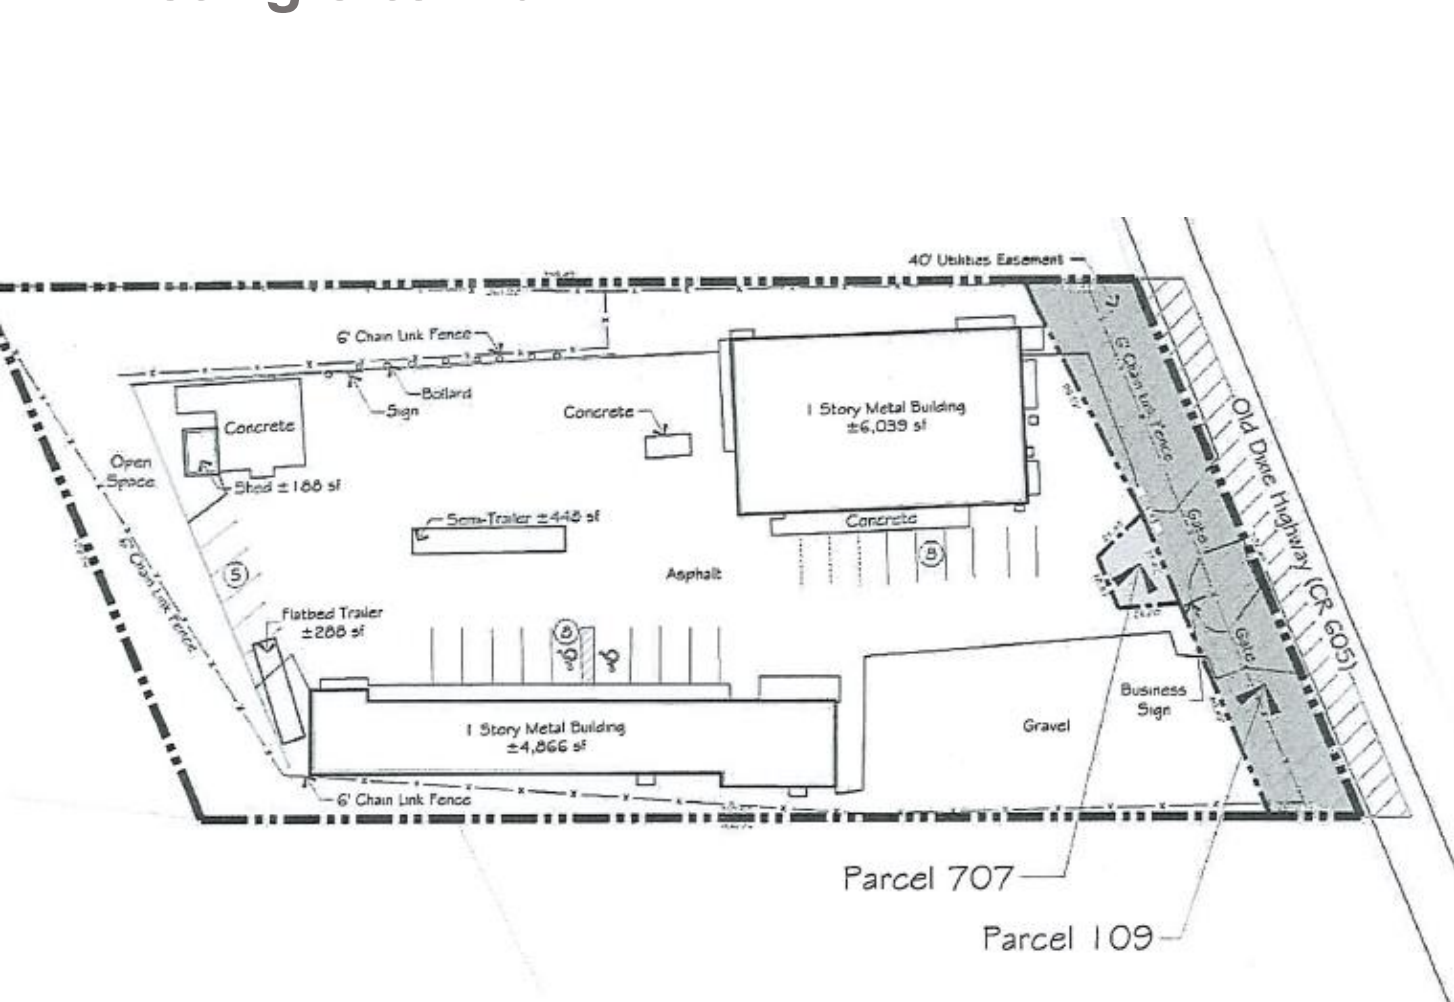 40' Utilities Easement
6' Chain Link Fence
Bollard
Sign
Concrete
Concrete
Open
Space
Shed ±188 sf
Semi-Trailer ±448 sf
1 Story Metal Building
±6,039 sf
Concrete
8
Asphalt
5
6' Chain Link Fence
Flatbed Trailer
±288 sf
8
1 Story Metal Building
±4,866 sf
6' Chain Link Fence
Gravel
Business
Sign
6' Chain Link Fence
Gate
Gate
Old Dixie Highway (CR 605)
Parcel 707
Parcel 109